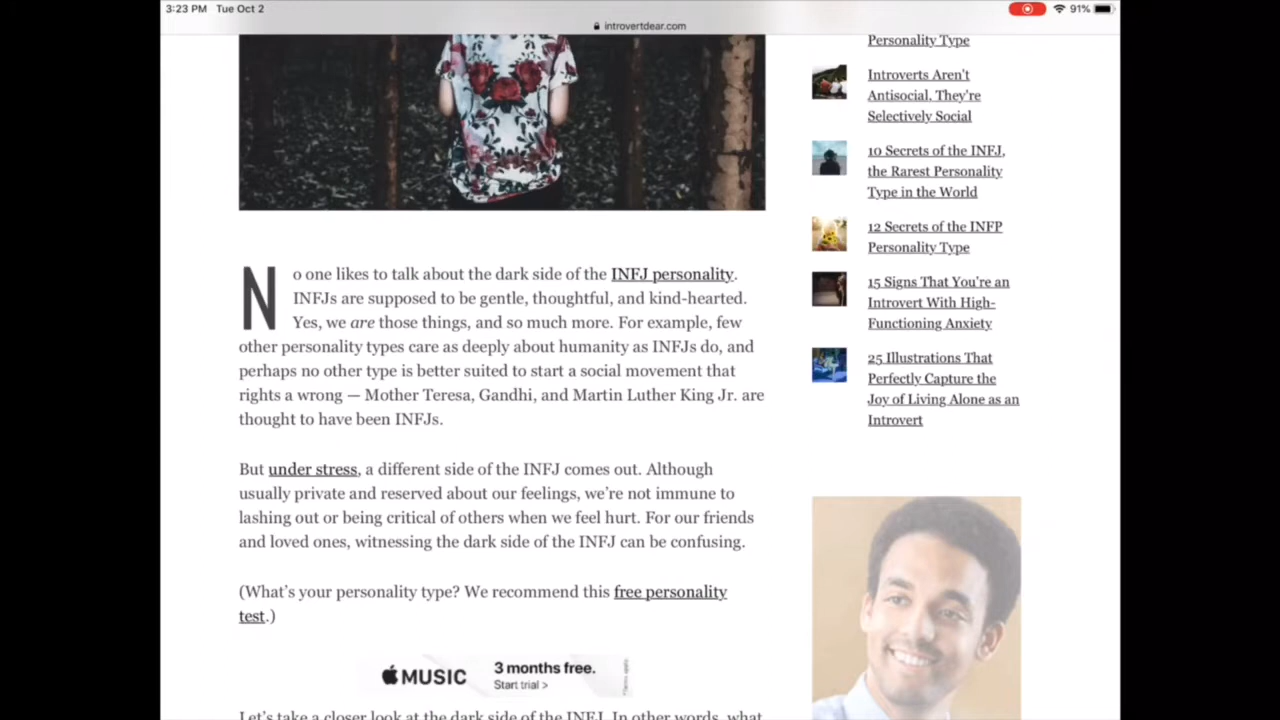 3:23 PM Tue Oct 2
91%
introvertdear.com
No one likes to talk about the dark side of the INFJ personality.
INFJs are supposed to be gentle, thoughtful, and kind-hearted.
Yes, we are those things, and so much more. For example, few
other personality types care as deeply about humanity as INFJs do, and
perhaps no other type is better suited to start a social movement that
rights a wrong — Mother Teresa, Gandhi, and Martin Luther King Jr. are
thought to have been INFJs.
But under stress, a different side of the INFJ comes out. Although
usually private and reserved about our feelings, we’re not immune to
lashing out or being critical of others when we feel hurt. For our friends
and loved ones, witnessing the dark side of the INFJ can be confusing.
(What’s your personality type? We recommend this free personality
test.)
MUSIC
3 months free.
Start trial >
Let’s take a closer look at the dark side of the INFJ. In other words, what
Personality Type
Introverts Aren't
Antisocial, They're
Selectively Social
10 Secrets of the INFJ,
the Rarest Personality
Type in the World
12 Secrets of the INFP
Personality Type
15 Signs That You're an
Introvert With High-
Functioning Anxiety
25 Illustrations That
Perfectly Capture the
Joy of Living Alone as an
Introvert